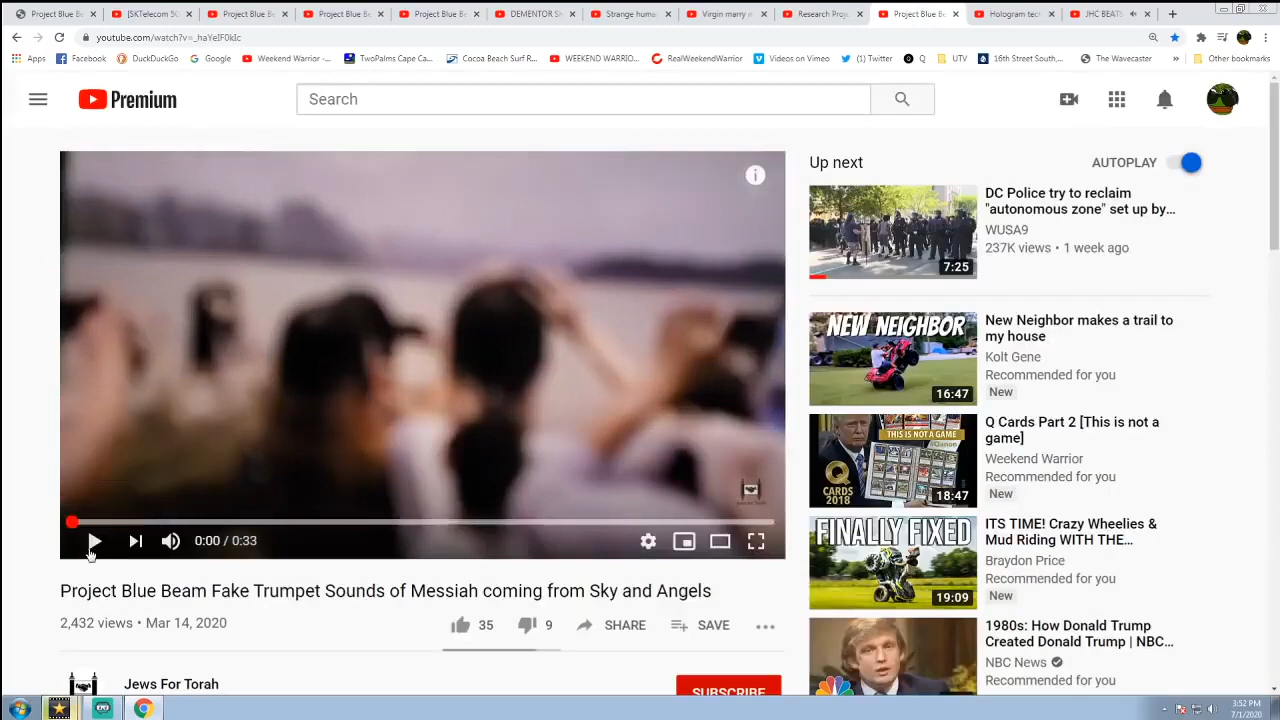 Project Blue Be
[SKTelecom 5G
Project Blue Be
Project Blue Be
Project Blue Be
DEMENTOR SK
Strange human
Virgin marry m
Research Proje
Project Blue Be
Hologram tech
JHC BEATS
youtube.com/watch?v=_haYeIF0kIc
Apps
Facebook
DuckDuckGo
Google
Weekend Warrior -...
TwoPalms Cape Ca...
Cocoa Beach Surf R...
WEEKEND WARRIO...
RealWeekendWarrior
Videos on Vimeo
(1) Twitter
Q
UTV
16th Street South,...
The Wavecaster
»
Other bookmarks
Premium
Search
Up next
AUTOPLAY
DC Police try to reclaim
"autonomous zone" set up by...
WUSA9
237K views • 1 week ago
7:25
NEW NEIGHBOR
16:47
New Neighbor makes a trail to
my house
Kolt Gene
Recommended for you
New
THIS IS NOT A GAME
Q
CARDS
2018
18:47
Q Cards Part 2 [This is not a
game]
Weekend Warrior
Recommended for you
New
FINALLY FIXED
19:09
ITS TIME! Crazy Wheelies &
Mud Riding WITH THE...
Braydon Price
Recommended for you
New
NBC
1980s: How Donald Trump
Created Donald Trump | NBC...
NBC News
Recommended for you
0:00 / 0:33
Project Blue Beam Fake Trumpet Sounds of Messiah coming from Sky and Angels
2,432 views • Mar 14, 2020
35
9
SHARE
SAVE
Jews For Torah
SUBSCRIBE
3:52 PM
7/1/2020